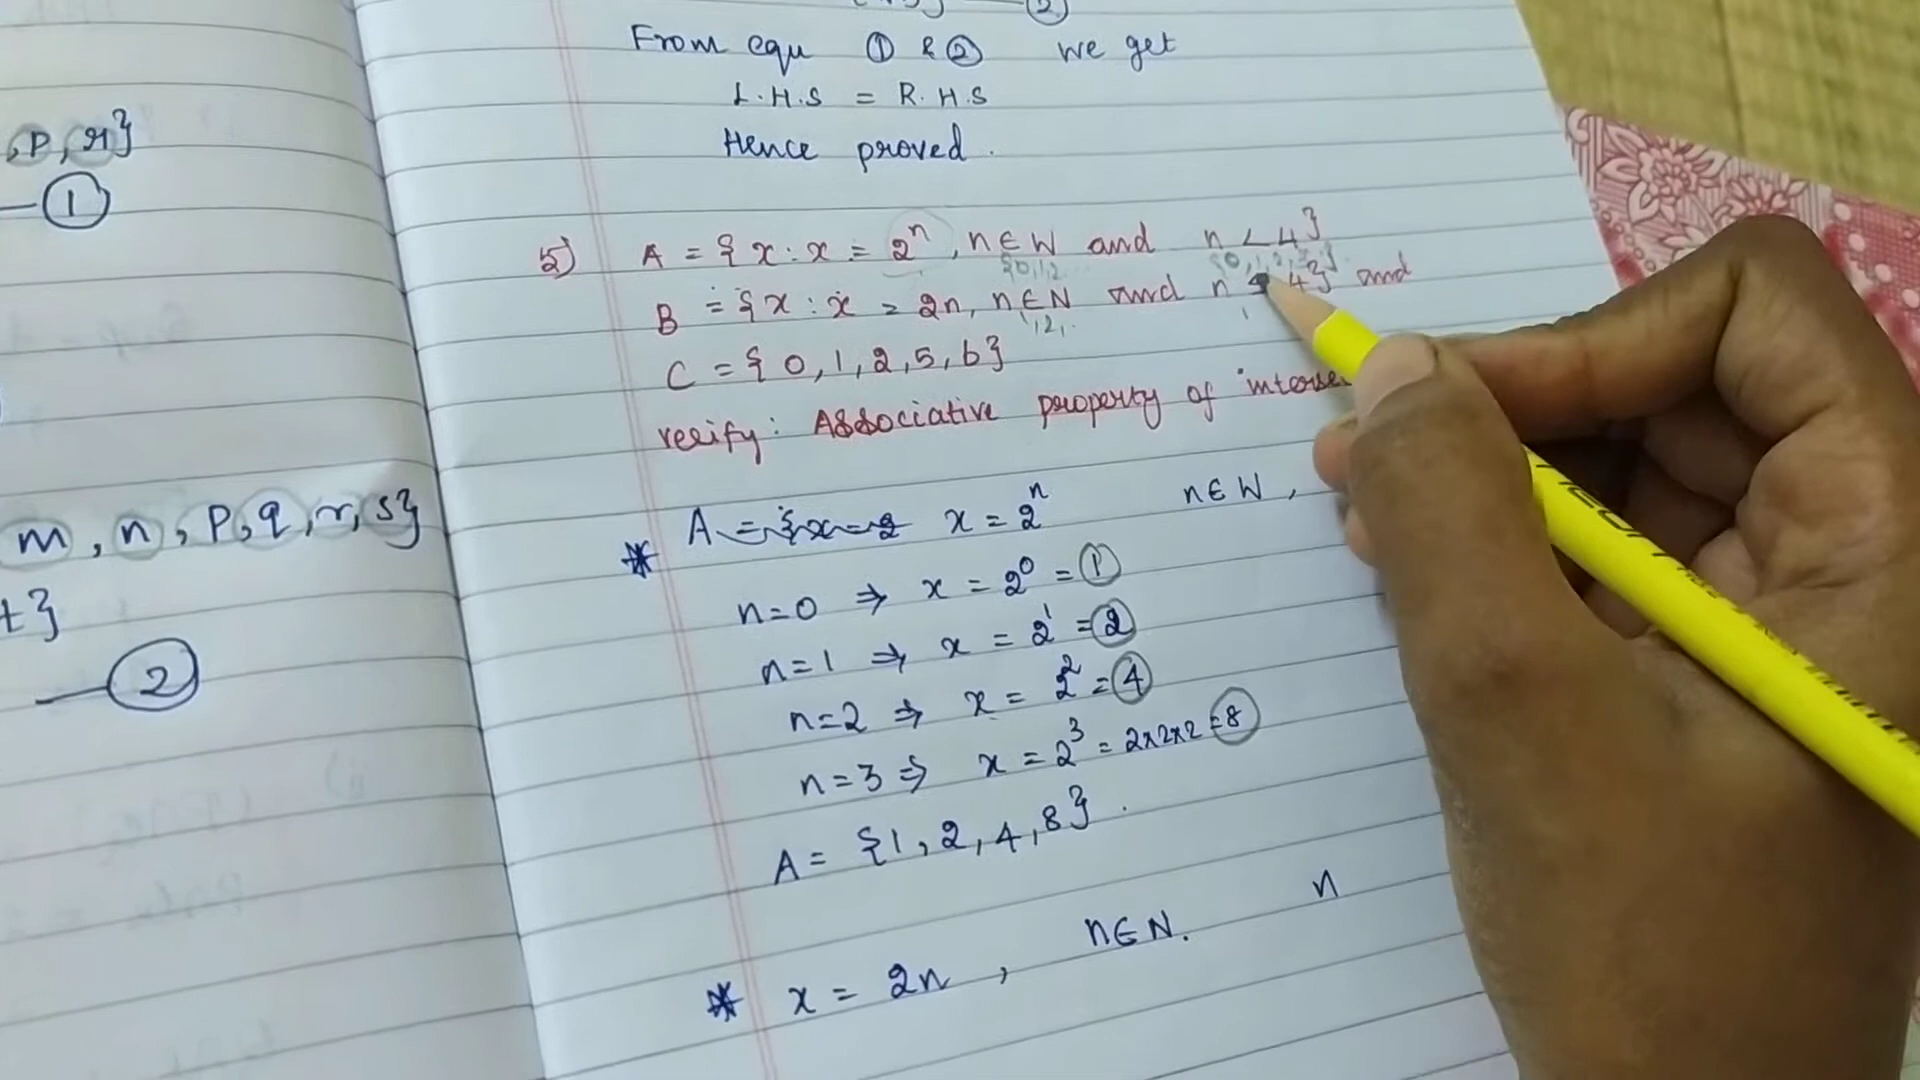 , p, r}
— ①
m, n, p, q, r, s}
t}
— ②
②
From equ ① & ② we get
L.H.S = R.H.S
Hence proved.
5) A = {x : x = 2ⁿ, n ∈ W and n < 4}
{0,1,2
B = {x : x = 2n, n ∈ N and n 4} and
1,2,.
C = {0, 1, 2, 5, 6}
verify: Associative property of
* A = {x = 2 x = 2ⁿ n ∈ W,
n = 0 ⇒ x = 2⁰ = 1
n = 1 ⇒ x = 2¹ = 2
n = 2 ⇒ x = 2² = 4
n = 3 ⇒ x = 2³ = 2x2x2 = 8
A = {1, 2, 4, 8}.
* x = 2n, n ∈ N. n